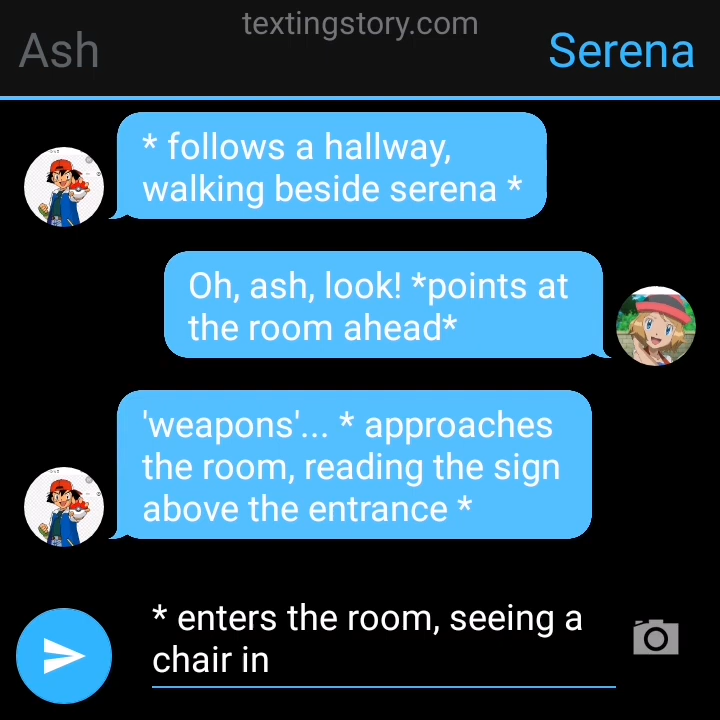 textingstory.com
Ash
Serena
* follows a hallway,
walking beside serena *
Oh, ash, look! *points at
the room ahead*
'weapons'... * approaches
the room, reading the sign
above the entrance *
* enters the room, seeing a
chair in